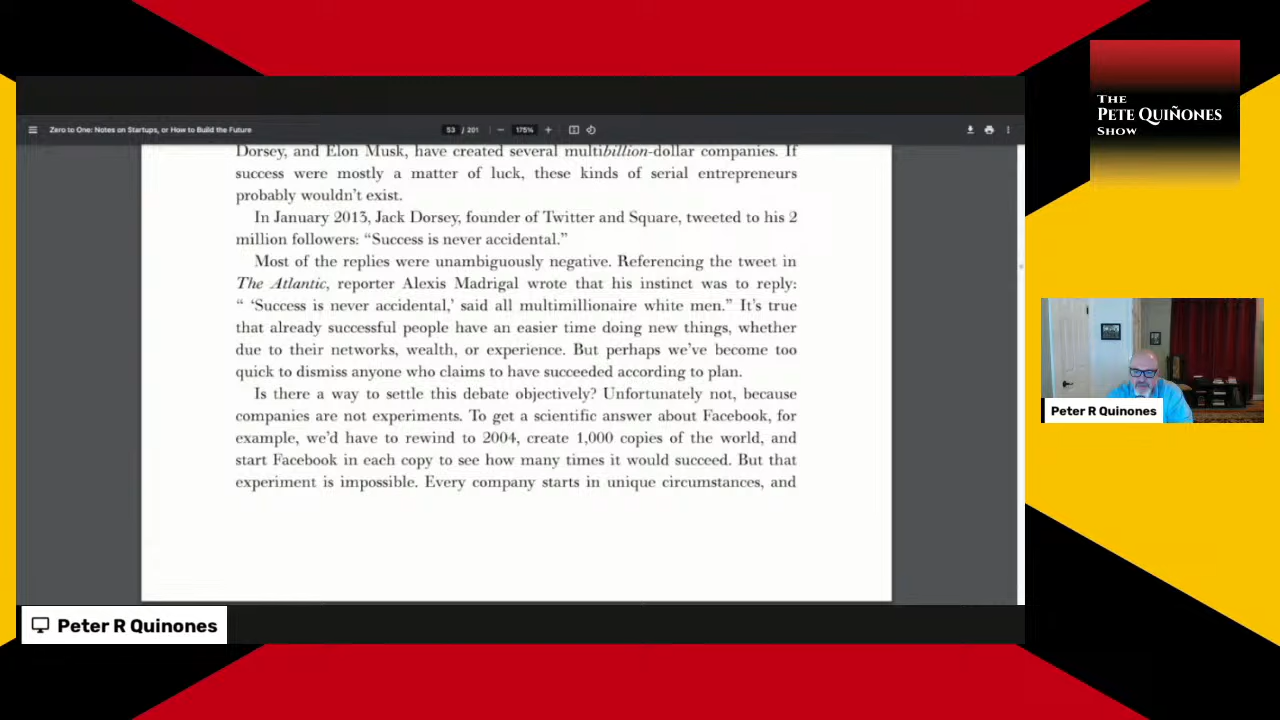 THE
PETE QUIÑONES
SHOW
Zero to One: Notes on Startups, or How to Build the Future
53 / 201
175%
Dorsey, and Elon Musk, have created several multibillion-dollar companies. If
success were mostly a matter of luck, these kinds of serial entrepreneurs
probably wouldn’t exist.
In January 2013, Jack Dorsey, founder of Twitter and Square, tweeted to his 2
million followers: “Success is never accidental.”
Most of the replies were unambiguously negative. Referencing the tweet in
The Atlantic, reporter Alexis Madrigal wrote that his instinct was to reply:
“ ‘Success is never accidental,’ said all multimillionaire white men.” It’s true
that already successful people have an easier time doing new things, whether
due to their networks, wealth, or experience. But perhaps we’ve become too
quick to dismiss anyone who claims to have succeeded according to plan.
Is there a way to settle this debate objectively? Unfortunately not, because
companies are not experiments. To get a scientific answer about Facebook, for
example, we’d have to rewind to 2004, create 1,000 copies of the world, and
start Facebook in each copy to see how many times it would succeed. But that
experiment is impossible. Every company starts in unique circumstances, and
Peter R Quinones
Peter R Quinones